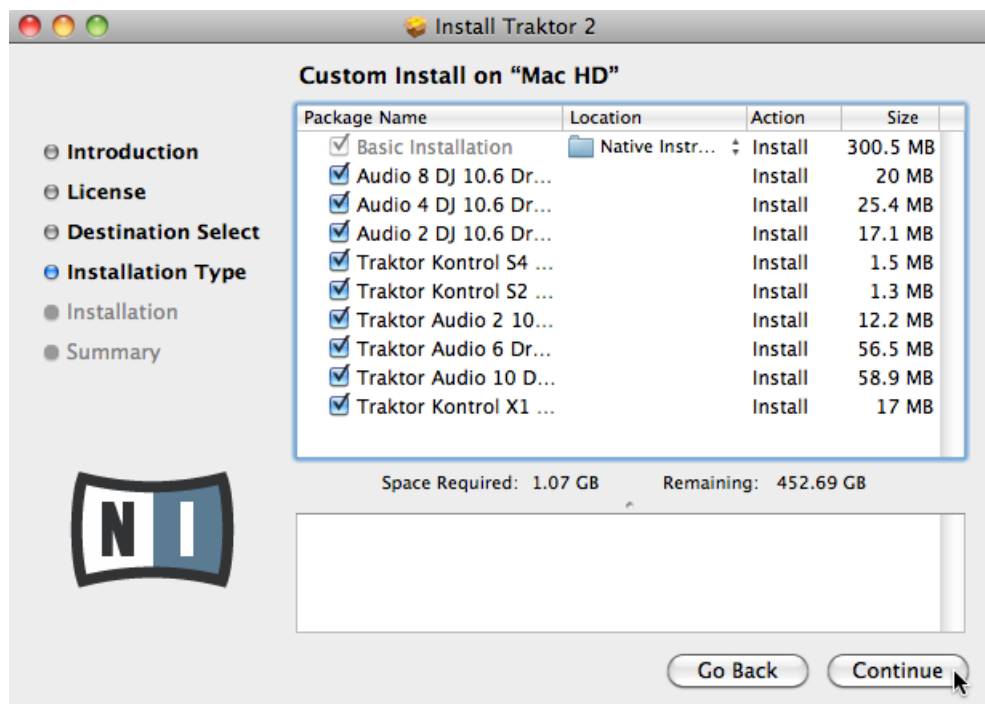 Install Traktor 2
Custom Install on “Mac HD”
Introduction
License
Destination Select
Installation Type
Installation
Summary
Package Name Location Action Size
Basic Installation Native Instr... Install 300.5 MB
Audio 8 DJ 10.6 Dr... Install 20 MB
Audio 4 DJ 10.6 Dr... Install 25.4 MB
Audio 2 DJ 10.6 Dr... Install 17.1 MB
Traktor Kontrol S4 ... Install 1.5 MB
Traktor Kontrol S2 ... Install 1.3 MB
Traktor Audio 2 10... Install 12.2 MB
Traktor Audio 6 Dr... Install 56.5 MB
Traktor Audio 10 D... Install 58.9 MB
Traktor Kontrol X1 ... Install 17 MB
Space Required: 1.07 GB Remaining: 452.69 GB
NI
Go Back Continue